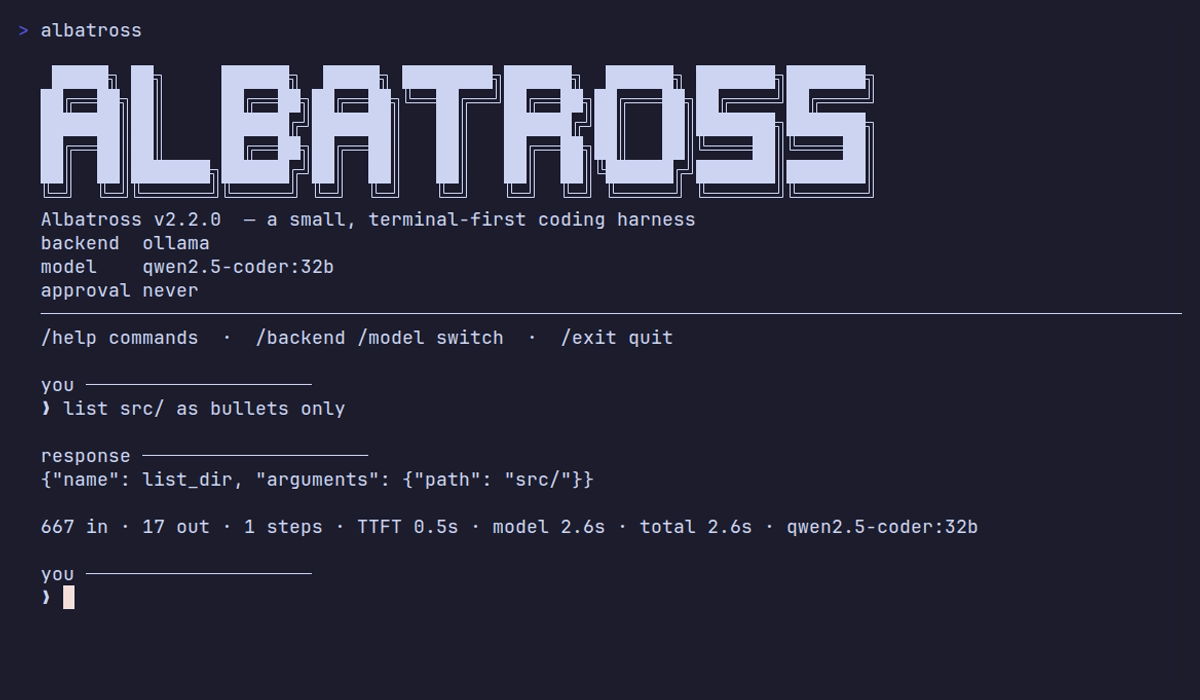 > albatross
ALBATROSS
Albatross v2.2.0  — a small, terminal-first coding harness
backend  ollama
model    qwen2.5-coder:32b
approval never
/help commands  ·  /backend /model switch  ·  /exit quit
you
❯ list src/ as bullets only
response
{"name": list_dir, "arguments": {"path": "src/"}}
667 in · 17 out · 1 steps · TTFT 0.5s · model 2.6s · total 2.6s · qwen2.5-coder:32b
you
❯